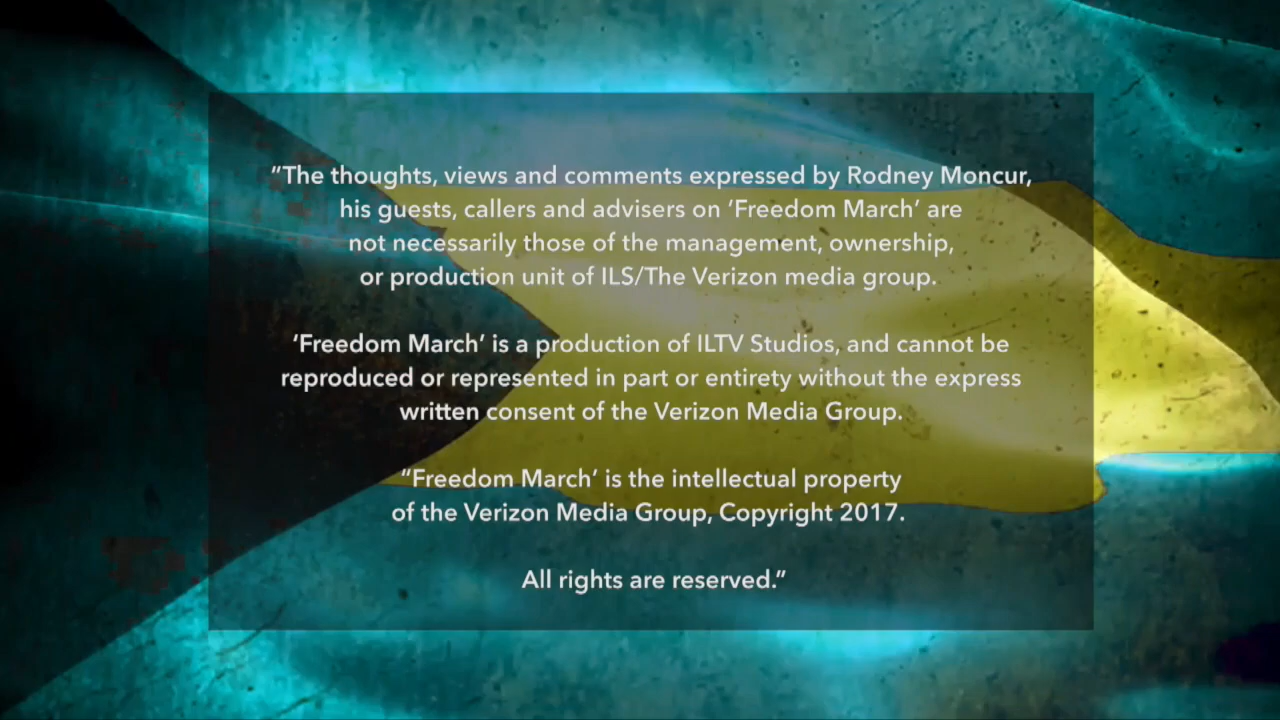 “The thoughts, views and comments expressed by Rodney Moncur,
his guests, callers and advisers on ‘Freedom March’ are
not necessarily those of the management, ownership,
or production unit of ILS/The Verizon media group.
‘Freedom March’ is a production of ILTV Studios, and cannot be
reproduced or represented in part or entirety without the express
written consent of the Verizon Media Group.
“Freedom March’ is the intellectual property
of the Verizon Media Group, Copyright 2017.
All rights are reserved.”